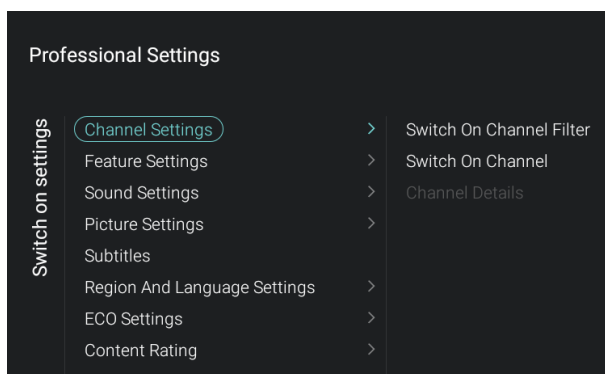 Professional Settings
Switch on settings
Channel Settings
Feature Settings
Sound Settings
Picture Settings
Subtitles
Region And Language Settings
ECO Settings
Content Rating
Switch On Channel Filter
Switch On Channel
Channel Details